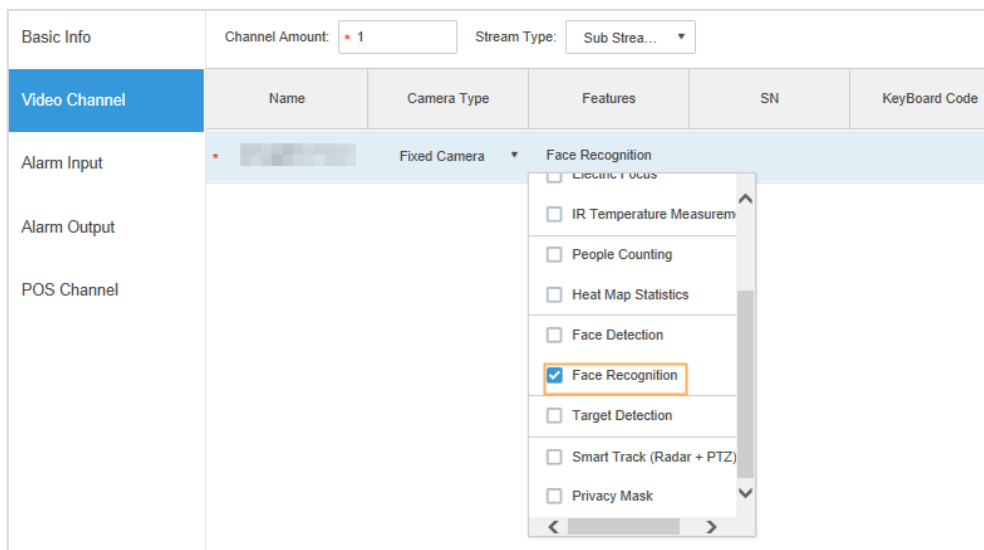 Basic Info
Channel Amount: * 1 Stream Type: Sub Strea...
Video Channel
Name Camera Type Features SN KeyBoard Code
Alarm Input
* Fixed Camera Face Recognition
Electric Focus
IR Temperature Measurem
Alarm Output
People Counting
POS Channel
Heat Map Statistics
Face Detection
Face Recognition
Target Detection
Smart Track (Radar + PTZ)
Privacy Mask